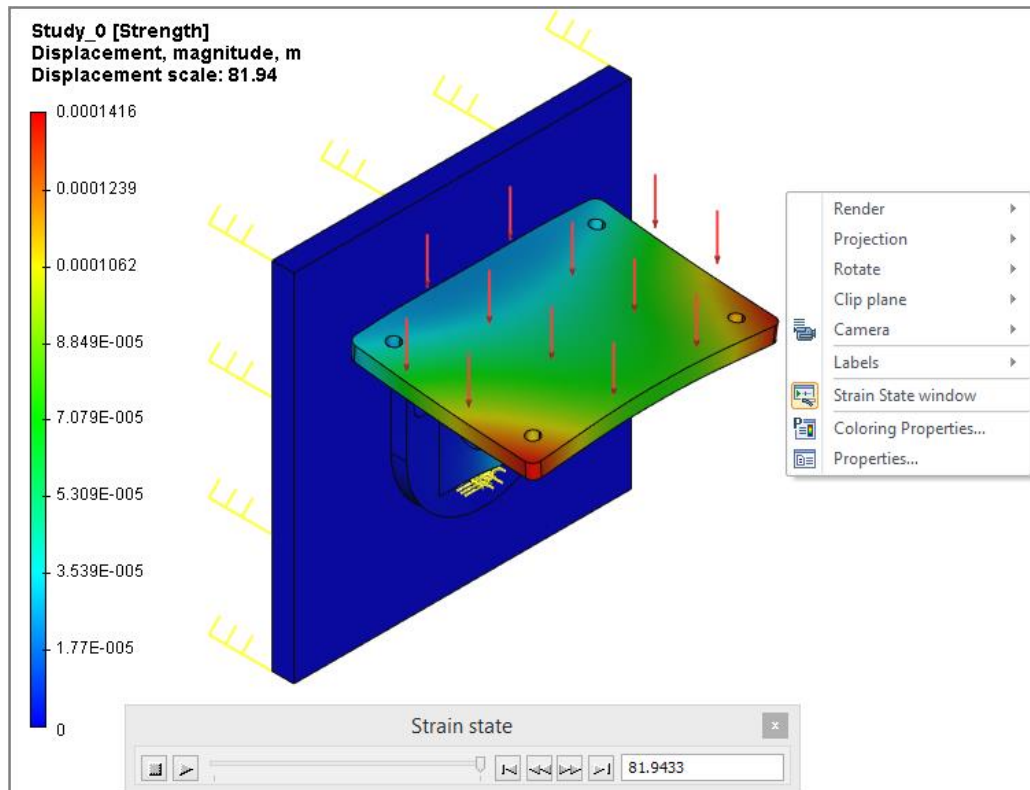 Study_0 [Strength]
Displacement, magnitude, m
Displacement scale: 81.94
0.0001416
0.0001239
0.0001062
8.849E-005
7.079E-005
5.309E-005
3.539E-005
1.77E-005
0
Render
Projection
Rotate
Clip plane
Camera
Labels
Strain State window
Coloring Properties...
Properties...
Strain state
81.9433